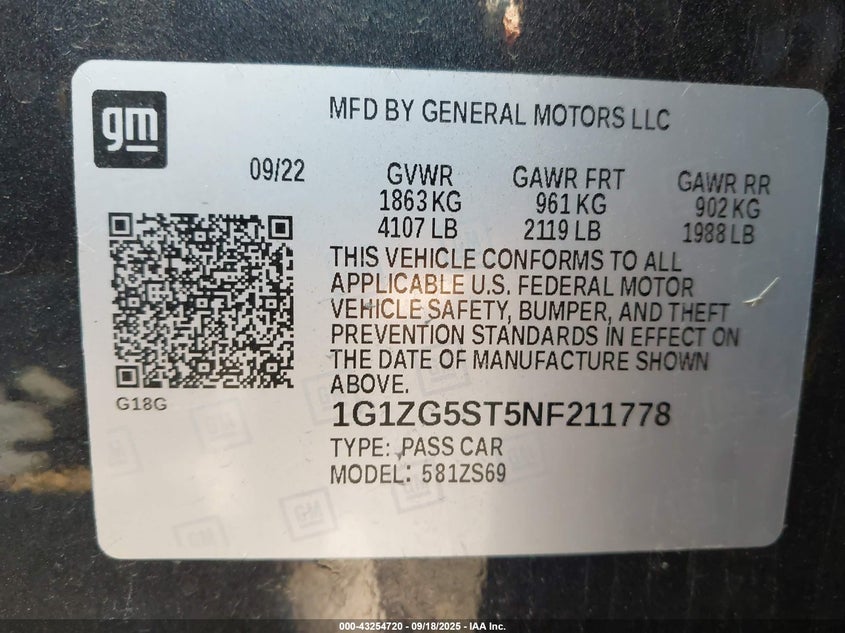 gm
MFD BY GENERAL MOTORS LLC
09/22
GVWR GAWR FRT GAWR RR
1863 KG 961 KG 902 KG
4107 LB 2119 LB 1988 LB
THIS VEHICLE CONFORMS TO ALL
APPLICABLE U.S. FEDERAL MOTOR
VEHICLE SAFETY, BUMPER, AND THEFT
PREVENTION STANDARDS IN EFFECT ON
THE DATE OF MANUFACTURE SHOWN
ABOVE.
G18G
1G1ZG5ST5NF211778
TYPE: PASS CAR
MODEL: 581ZS69
000-43254720 - 09/18/2025 - IAA Inc.